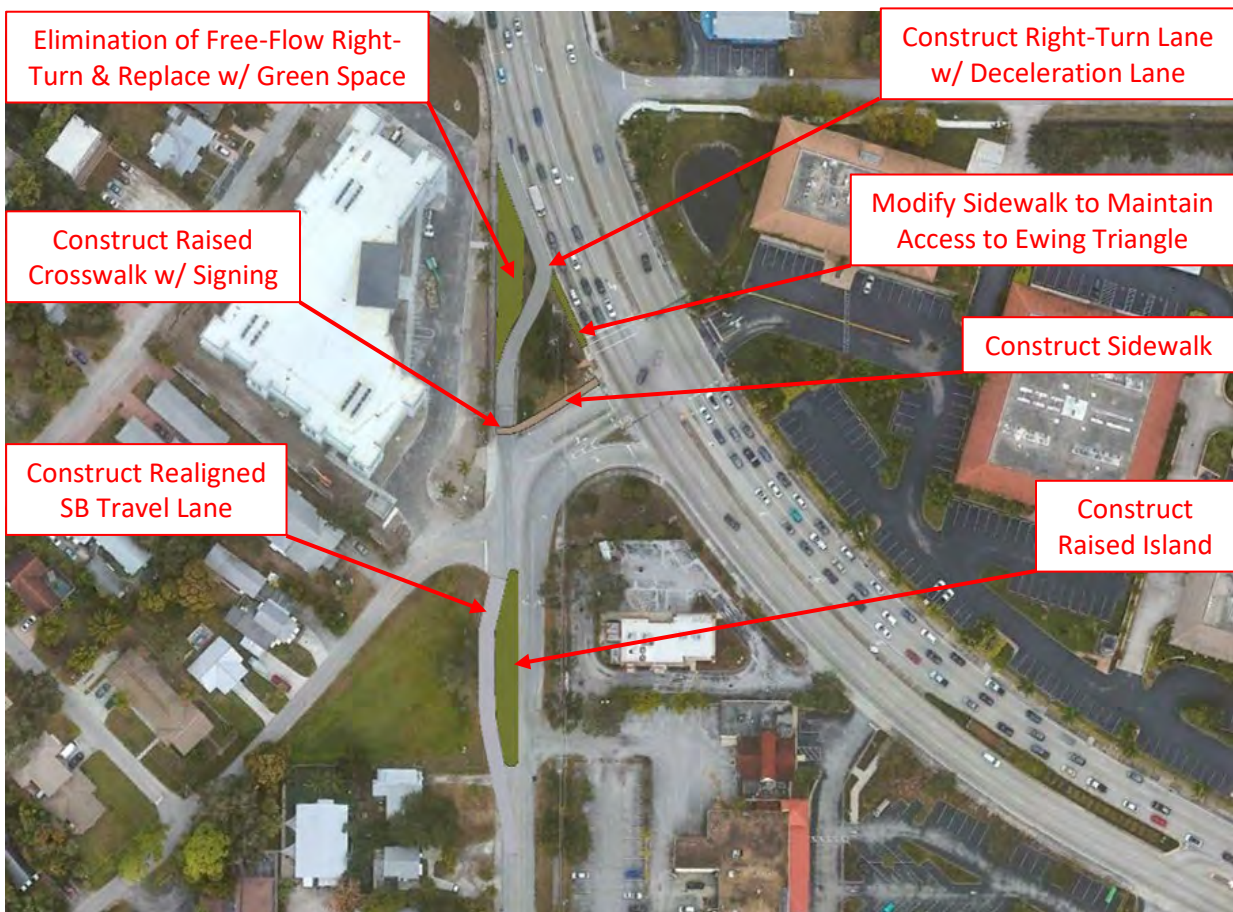 Elimination of Free-Flow Right-
Turn & Replace w/ Green Space
Construct Right-Turn Lane
w/ Deceleration Lane
Modify Sidewalk to Maintain
Access to Ewing Triangle
Construct Raised
Crosswalk w/ Signing
Construct Sidewalk
Construct Realigned
SB Travel Lane
Construct
Raised Island